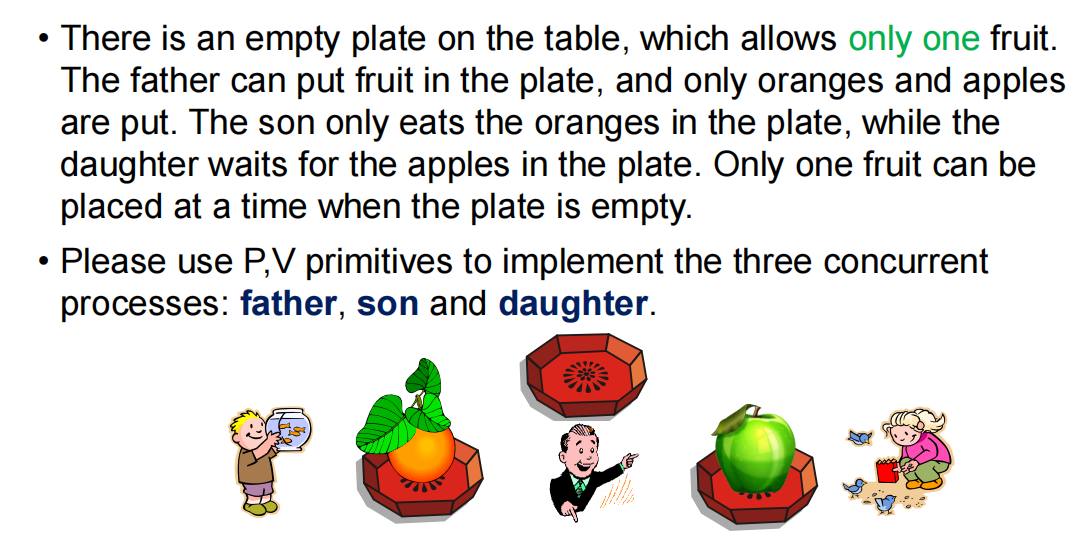 • There is an empty plate on the table, which allows only one fruit.
The father can put fruit in the plate, and only oranges and apples
are put. The son only eats the oranges in the plate, while the
daughter waits for the apples in the plate. Only one fruit can be
placed at a time when the plate is empty.
• Please use P,V primitives to implement the three concurrent
processes: father, son and daughter.